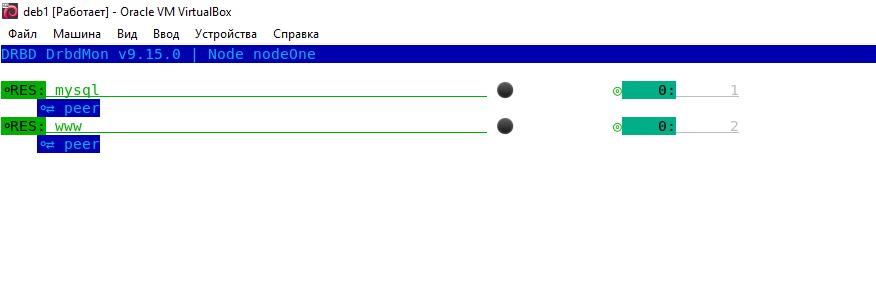 deb1 [Работает] - Oracle VM VirtualBox
Файл Машина Вид Ввод Устройства Справка
DRBD DrbdMon v9.15.0 | Node nodeOne
RES: mysql 0: 1
⇄ peer
RES: www 0: 2
⇄ peer